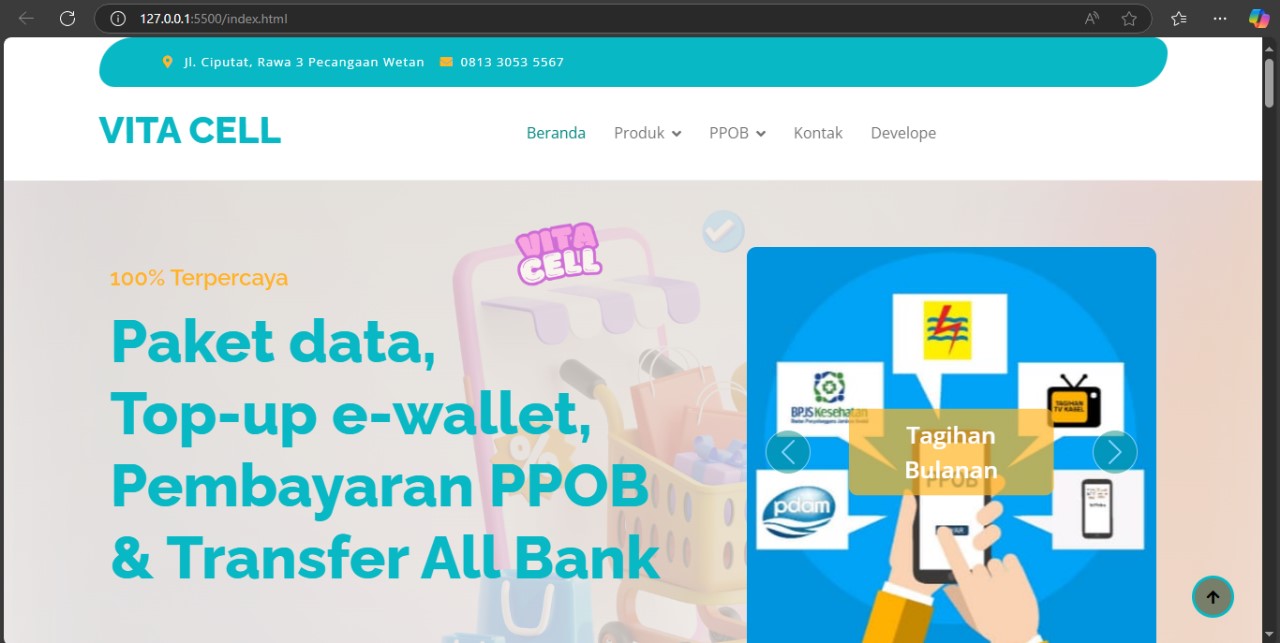 127.0.0.1:5500/index.html
Jl. Ciputat, Rawa 3 Pecangaan Wetan 0813 3053 5567
VITA CELL
Beranda Produk PPOB Kontak Develope
VITA
CELL
100% Terpercaya
Paket data,
Top-up e-wallet,
Pembayaran PPOB
& Transfer All Bank
%
BPJS Kesehatan
TAGIHAN
TV KABEL
Tagihan
Bulanan
PPOB
pdam